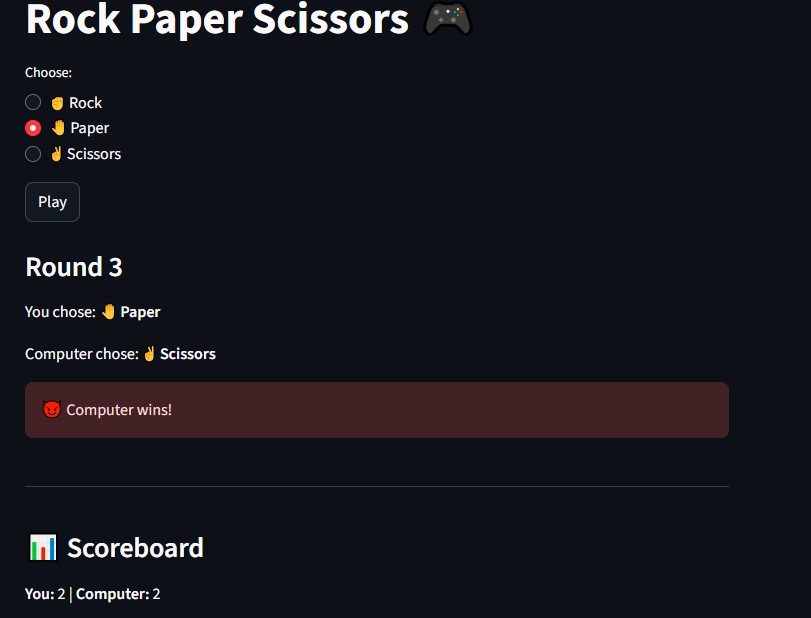 Rock Paper Scissors 🎮
Choose:
✊ Rock
🤚 Paper
✌ Scissors
Play
Round 3
You chose: 🤚 Paper
Computer chose: ✌ Scissors
😈 Computer wins!
📊 Scoreboard
You: 2 | Computer: 2